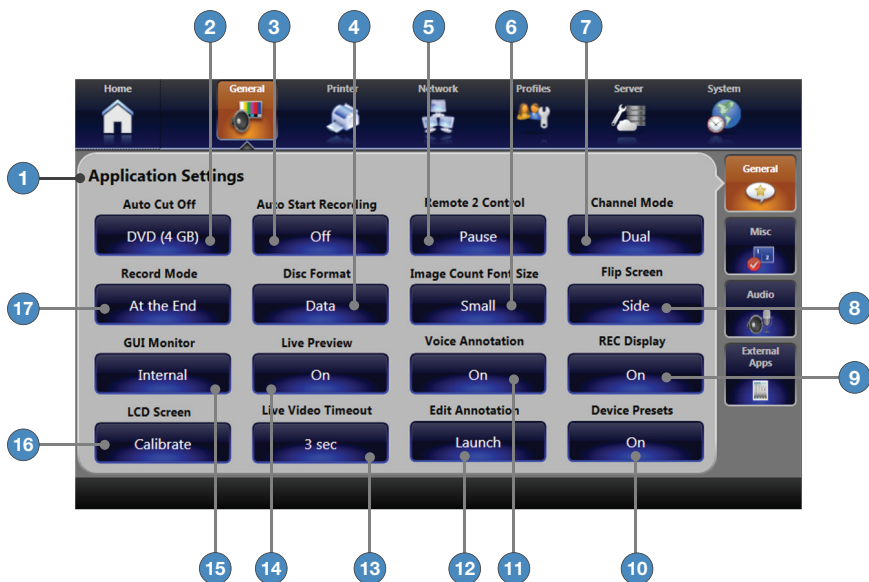 2 3 4 5 6 7
Home General Printer Network Profiles Server System
1
Application Settings
General
Auto Cut Off Auto Start Recording Remote 2 Control Channel Mode
DVD (4 GB) Off Pause Dual
Misc
1 2
Record Mode Disc Format Image Count Font Size Flip Screen
17 At the End Data Small Side 8
Audio
GUI Monitor Live Preview Voice Annotation REC Display
Internal On On On 9
External
Apps
LCD Screen Live Video Timeout Edit Annotation Device Presets
16 Calibrate 3 sec Launch On
15 14 13 12 11 10